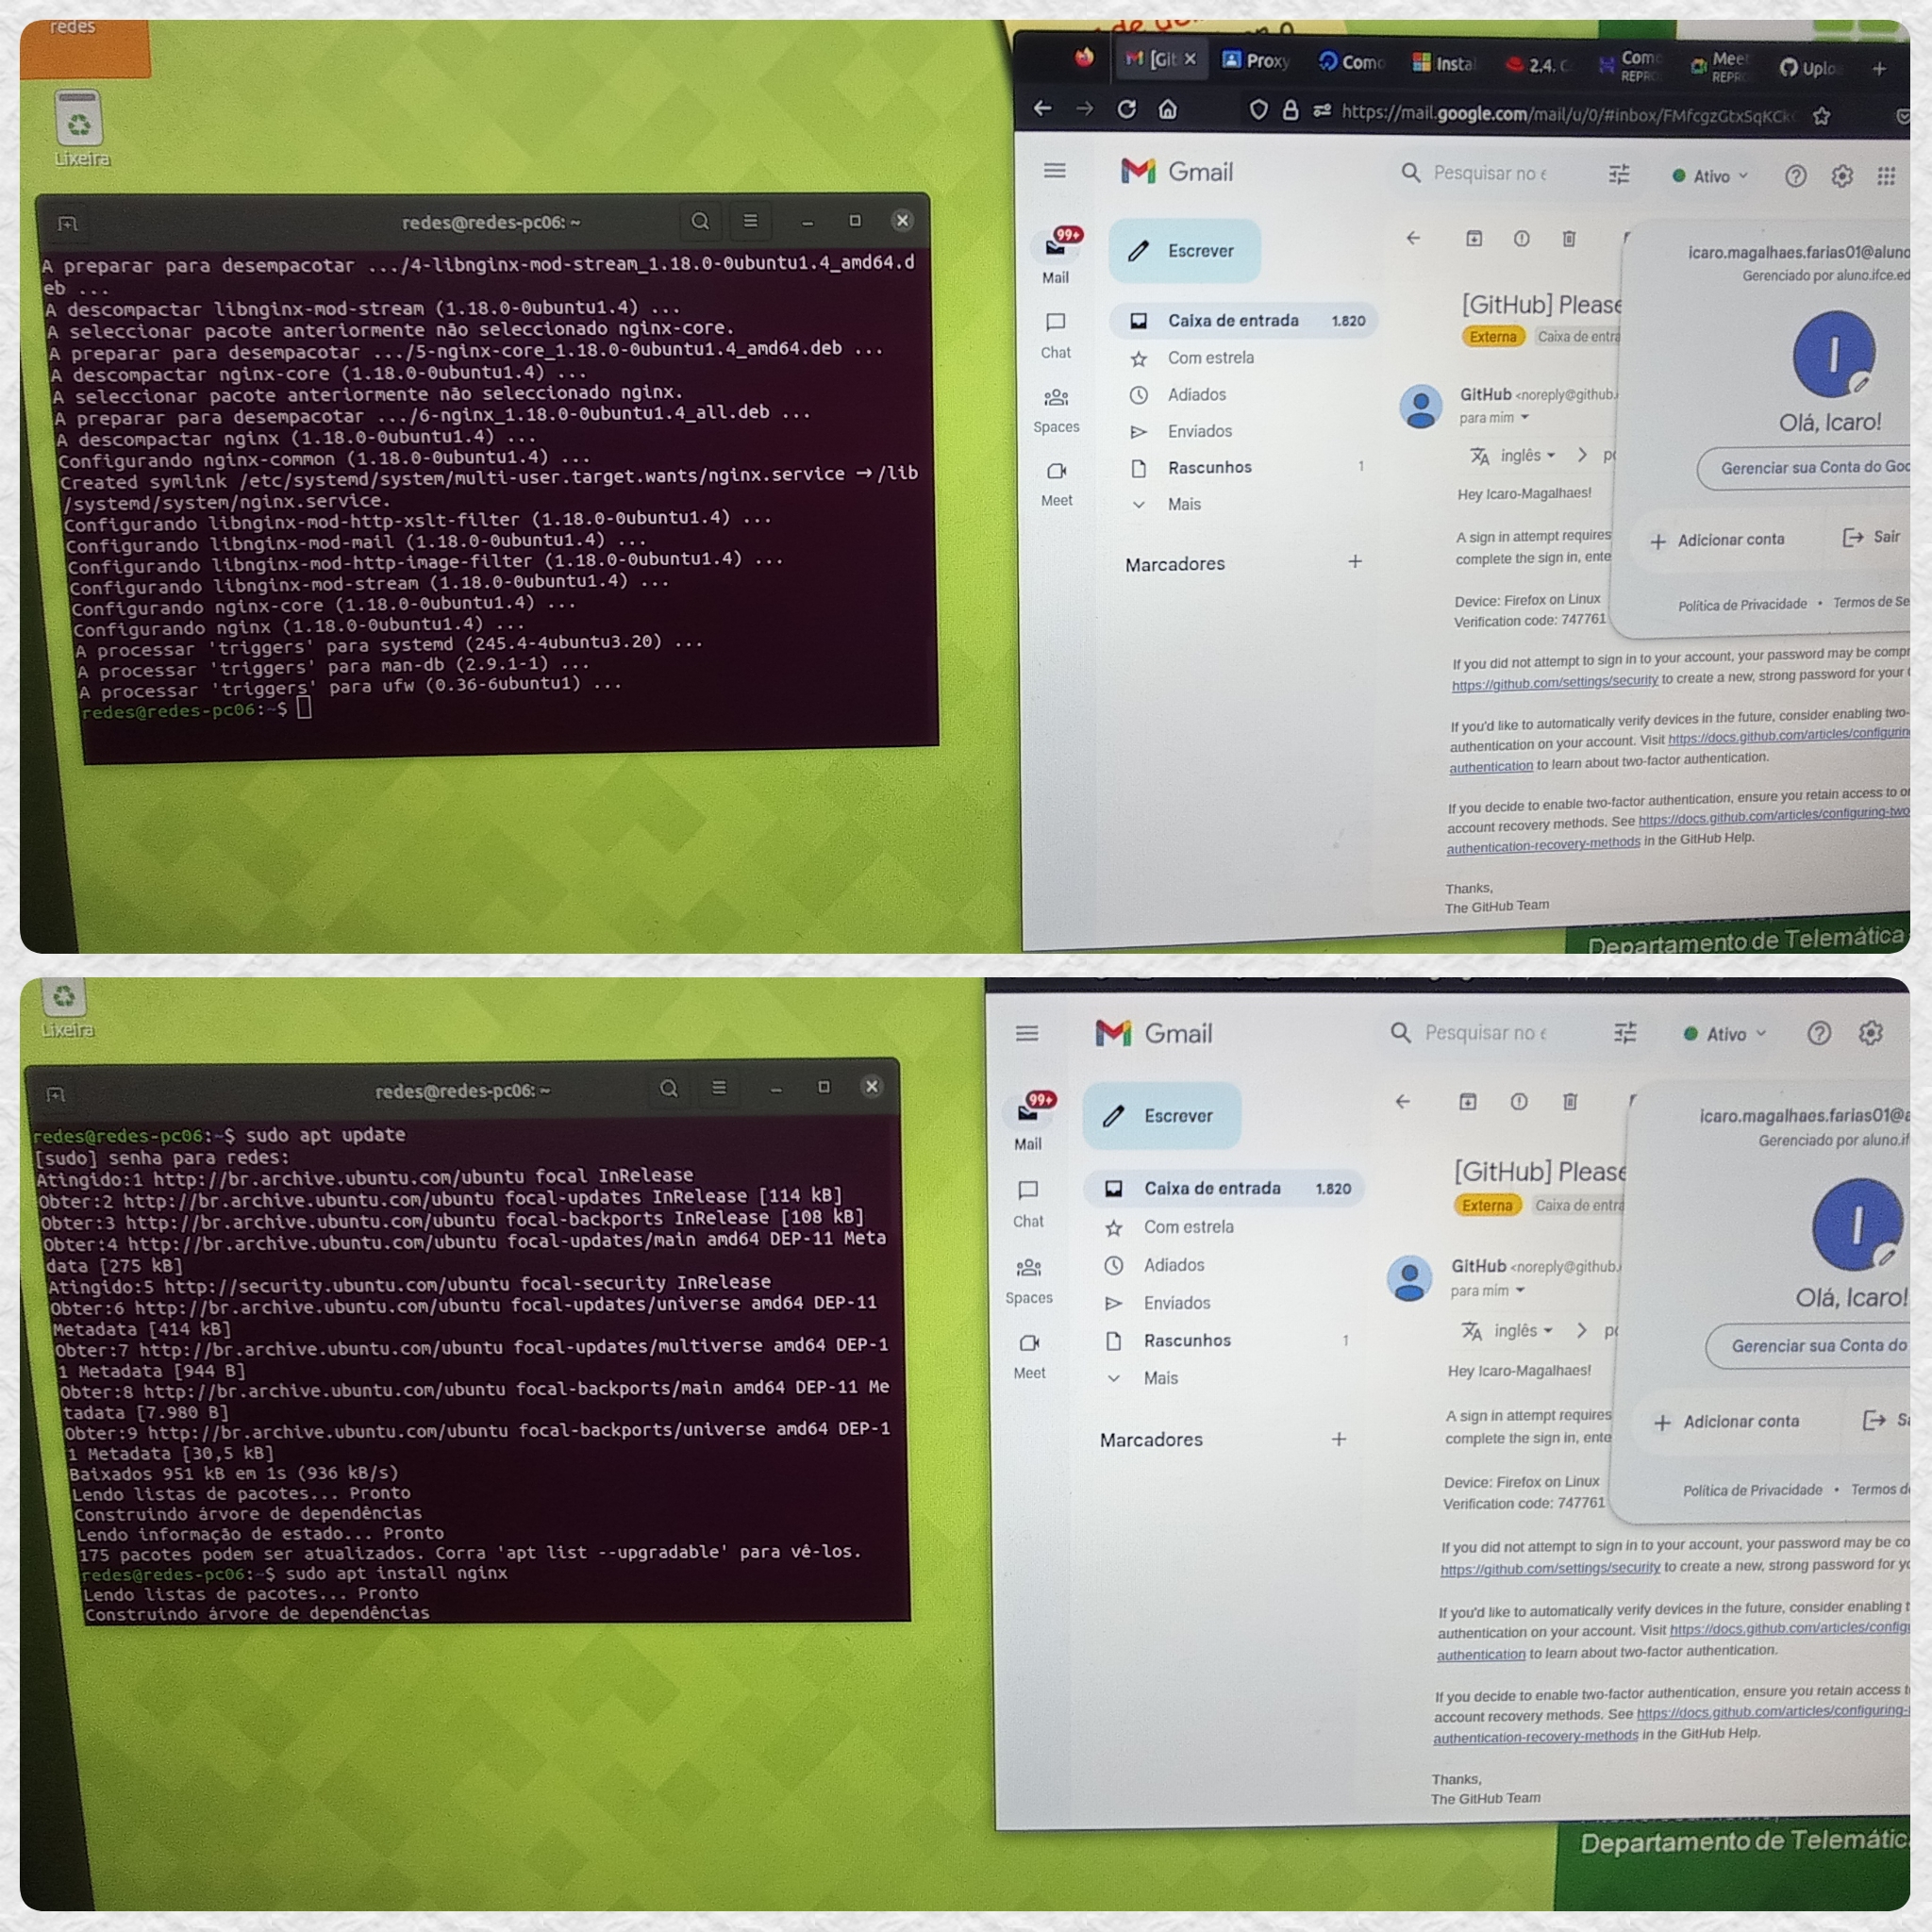 redes
Lixeira
redes@redes-pc06: ~
A preparar para desempacotar .../4-libnginx-mod-stream_1.18.0-0ubuntu1.4_amd64.d
eb ...
A descompactar libnginx-mod-stream (1.18.0-0ubuntu1.4) ...
A seleccionar pacote anteriormente não seleccionado nginx-core.
A preparar para desempacotar .../5-nginx-core_1.18.0-0ubuntu1.4_amd64.deb ...
A descompactar nginx-core (1.18.0-0ubuntu1.4) ...
A seleccionar pacote anteriormente não seleccionado nginx.
A preparar para desempacotar .../6-nginx_1.18.0-0ubuntu1.4_all.deb ...
A descompactar nginx (1.18.0-0ubuntu1.4) ...
Configurando nginx-common (1.18.0-0ubuntu1.4) ...
Created symlink /etc/systemd/system/multi-user.target.wants/nginx.service → /lib
/systemd/system/nginx.service.
Configurando libnginx-mod-http-xslt-filter (1.18.0-0ubuntu1.4) ...
Configurando libnginx-mod-mail (1.18.0-0ubuntu1.4) ...
Configurando libnginx-mod-http-image-filter (1.18.0-0ubuntu1.4) ...
Configurando libnginx-mod-stream (1.18.0-0ubuntu1.4) ...
Configurando nginx-core (1.18.0-0ubuntu1.4) ...
Configurando nginx (1.18.0-0ubuntu1.4) ...
A processar 'triggers' para systemd (245.4-4ubuntu3.20) ...
A processar 'triggers' para man-db (2.9.1-1) ...
A processar 'triggers' para ufw (0.36-6ubuntu1) ...
redes@redes-pc06:~$
[Git Proxy Como Insta 2.4. Com Meet Uplo
REPRO REPR
https://mail.google.com/mail/u/0/#inbox/FMfcgzGtxSqKCk
Gmail
Pesquisar no e
Ativo
99+
Mail
Chat
Spaces
Meet
Escrever
Caixa de entrada 1.820
Com estrela
Adiados
Enviados
Rascunhos 1
Mais
Marcadores
[GitHub] Please
Externa Caixa de entra
GitHub <noreply@github.
para mim
inglês
Hey Icaro-Magalhaes!
A sign in attempt requires
complete the sign in, ente
Device: Firefox on Linux
Verification code: 747761
icaro.magalhaes.farias01@aluno
Gerenciado por aluno.ifce.ed
I
Olá, Icaro!
Gerenciar sua Conta do Goo
Adicionar conta Sair
Política de Privacidade • Termos de Se
If you did not attempt to sign in to your account, your password may be compr
https://github.com/settings/security to create a new, strong password for your
If you'd like to automatically verify devices in the future, consider enabling two-
authentication on your account. Visit https://docs.github.com/articles/configurin
authentication to learn about two-factor authentication.
If you decide to enable two-factor authentication, ensure you retain access to
account recovery methods. See https://docs.github.com/articles/configuring-two
authentication-recovery-methods in the GitHub Help.
Thanks,
The GitHub Team
Departamento de Telemática
Lixeira
redes@redes-pc06: ~
redes@redes-pc06:~$ sudo apt update
[sudo] senha para redes:
Atingido:1 http://br.archive.ubuntu.com/ubuntu focal InRelease
Obter:2 http://br.archive.ubuntu.com/ubuntu focal-updates InRelease [114 kB]
Obter:3 http://br.archive.ubuntu.com/ubuntu focal-backports InRelease [108 kB]
Obter:4 http://br.archive.ubuntu.com/ubuntu focal-updates/main amd64 DEP-11 Meta
data [275 kB]
Atingido:5 http://security.ubuntu.com/ubuntu focal-security InRelease
Obter:6 http://br.archive.ubuntu.com/ubuntu focal-updates/universe amd64 DEP-11
Metadata [414 kB]
Obter:7 http://br.archive.ubuntu.com/ubuntu focal-updates/multiverse amd64 DEP-1
1 Metadata [944 B]
Obter:8 http://br.archive.ubuntu.com/ubuntu focal-backports/main amd64 DEP-11 Me
tadata [7.980 B]
Obter:9 http://br.archive.ubuntu.com/ubuntu focal-backports/universe amd64 DEP-1
1 Metadata [30,5 kB]
Baixados 951 kB em 1s (936 kB/s)
Lendo listas de pacotes... Pronto
Construindo árvore de dependências
Lendo informação de estado... Pronto
175 pacotes podem ser atualizados. Corra 'apt list --upgradable' para vê-los.
redes@redes-pc06:~$ sudo apt install nginx
Lendo listas de pacotes... Pronto
Construindo árvore de dependências
Gmail
Pesquisar no e
Ativo
99+
Mail
Chat
Spaces
Meet
Escrever
Caixa de entrada 1.820
Com estrela
Adiados
Enviados
Rascunhos 1
Mais
Marcadores
[GitHub] Please
Externa Caixa de entra
GitHub <noreply@github.
para mim
inglês
Hey Icaro-Magalhaes!
A sign in attempt requires
complete the sign in, ente
Device: Firefox on Linux
Verification code: 747761
icaro.magalhaes.farias01@a
Gerenciado por aluno.if
I
Olá, Icaro!
Gerenciar sua Conta do
Adicionar conta
Política de Privacidade • Termos d
If you did not attempt to sign in to your account, your password may be co
https://github.com/settings/security to create a new, strong password for yo
If you'd like to automatically verify devices in the future, consider enabling t
authentication on your account. Visit https://docs.github.com/articles/config
authentication to learn about two-factor authentication.
If you decide to enable two-factor authentication, ensure you retain access t
account recovery methods. See https://docs.github.com/articles/configuring-
authentication-recovery-methods in the GitHub Help.
Thanks,
The GitHub Team
Departamento de Telemátic